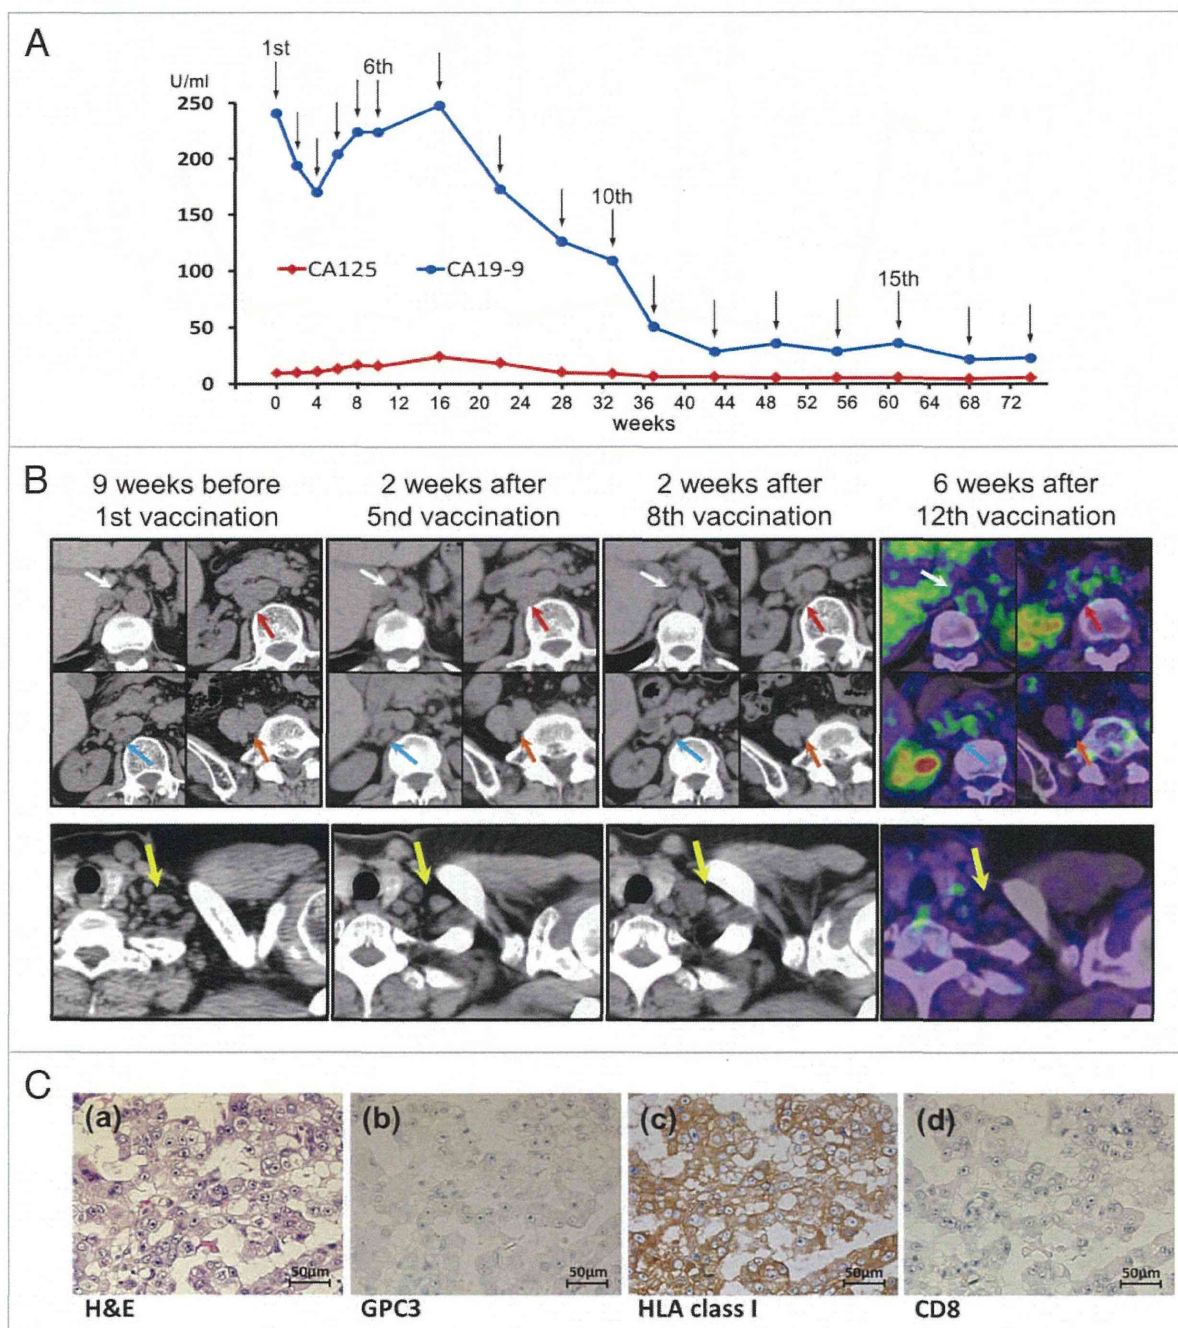 A
1st
6th
10th
15th
U/ml
250
200
150
100
50
0
CA125 CA19-9
0 4 8 12 16 20 24 28 32 36 40 44 48 52 56 60 64 68 72
weeks
B
9 weeks before
1st vaccination
2 weeks after
5nd vaccination
2 weeks after
8th vaccination
6 weeks after
12th vaccination
C
(a)
50μm
H&E
(b)
50μm
GPC3
(c)
50μm
HLA class I
(d)
50μm
CD8